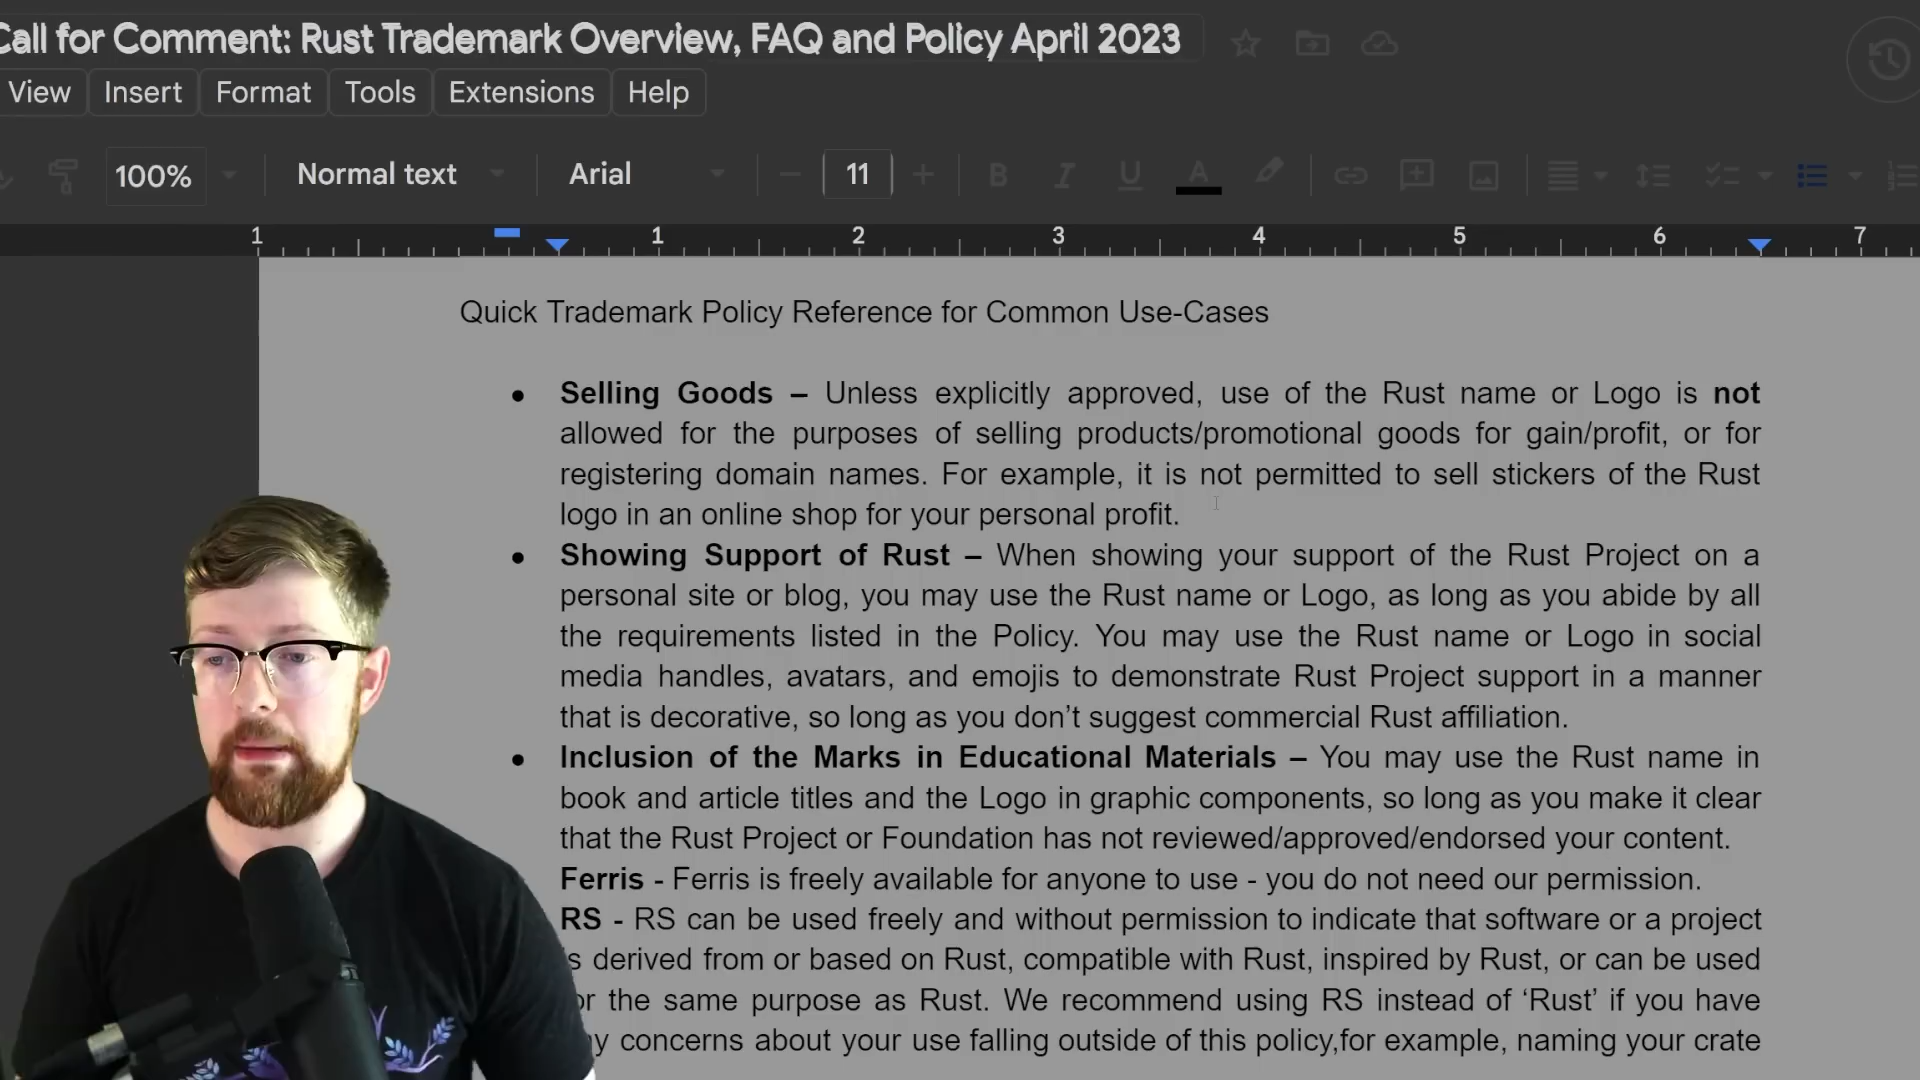 Call for Comment: Rust Trademark Overview, FAQ and Policy April 2023
View Insert Format Tools Extensions Help
100% Normal text Arial 11 B I U A
1 1 2 3 4 5 6 7
Quick Trademark Policy Reference for Common Use-Cases
● Selling Goods – Unless explicitly approved, use of the Rust name or Logo is not
allowed for the purposes of selling products/promotional goods for gain/profit, or for
registering domain names. For example, it is not permitted to sell stickers of the Rust
logo in an online shop for your personal profit.
● Showing Support of Rust – When showing your support of the Rust Project on a
personal site or blog, you may use the Rust name or Logo, as long as you abide by all
the requirements listed in the Policy. You may use the Rust name or Logo in social
media handles, avatars, and emojis to demonstrate Rust Project support in a manner
that is decorative, so long as you don’t suggest commercial Rust affiliation.
● Inclusion of the Marks in Educational Materials – You may use the Rust name in
book and article titles and the Logo in graphic components, so long as you make it clear
that the Rust Project or Foundation has not reviewed/approved/endorsed your content.
Ferris - Ferris is freely available for anyone to use - you do not need our permission.
RS - RS can be used freely and without permission to indicate that software or a project
s derived from or based on Rust, compatible with Rust, inspired by Rust, or can be used
or the same purpose as Rust. We recommend using RS instead of ‘Rust’ if you have
y concerns about your use falling outside of this policy,for example, naming your crate